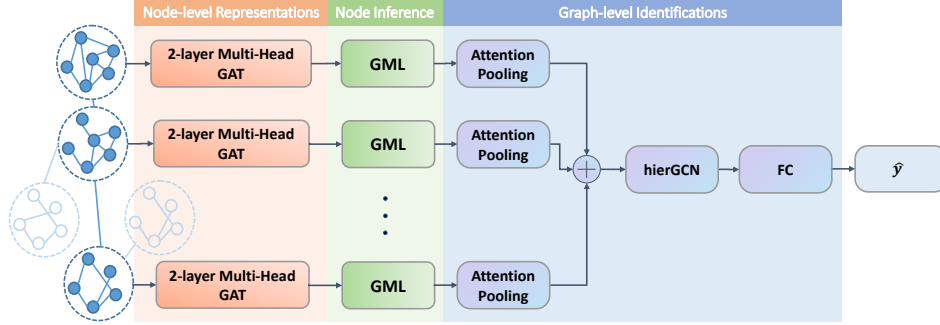 Node-level Representations
Node Inference
Graph-level Identifications
2-layer Multi-Head
GAT
GML
Attention
Pooling
2-layer Multi-Head
GAT
GML
Attention
Pooling
hierGCN
FC
ŷ
2-layer Multi-Head
GAT
GML
Attention
Pooling